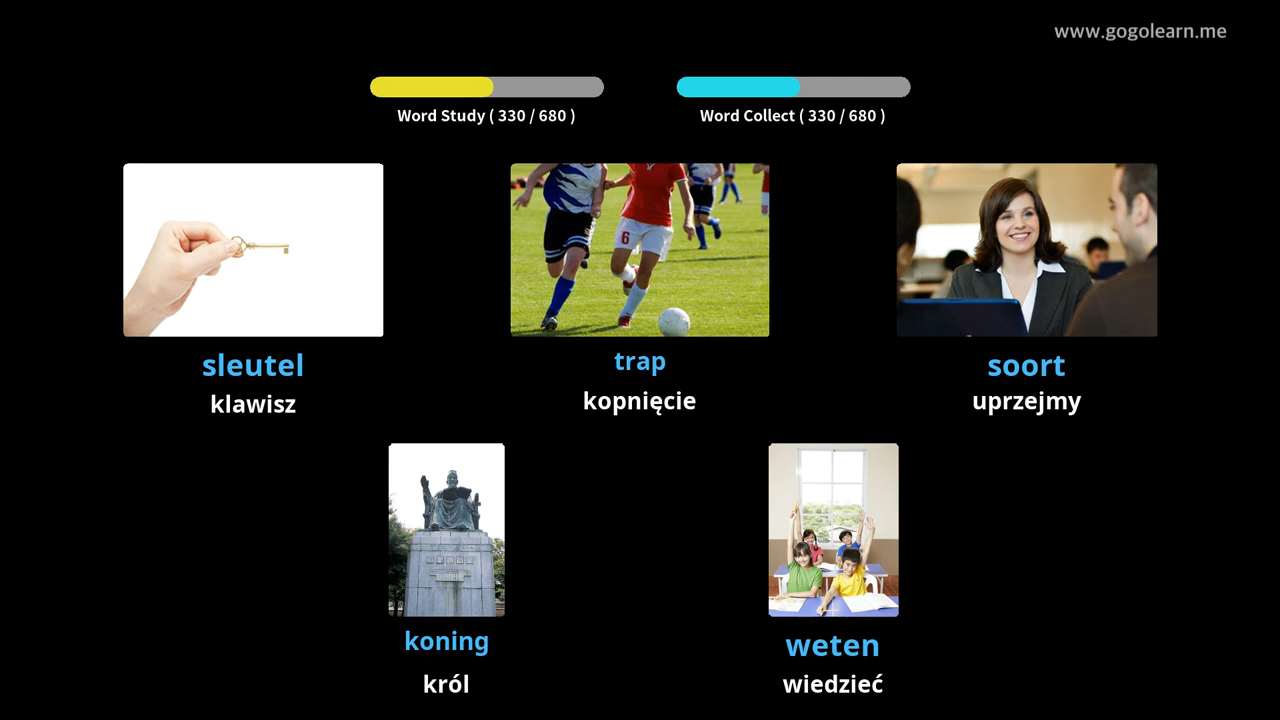 www.gogolearn.me
Word Study ( 330 / 680 )
Word Collect ( 330 / 680 )
sleutel
klawisz
trap
kopnięcie
soort
uprzejmy
6
koning
król
weten
wiedzieć